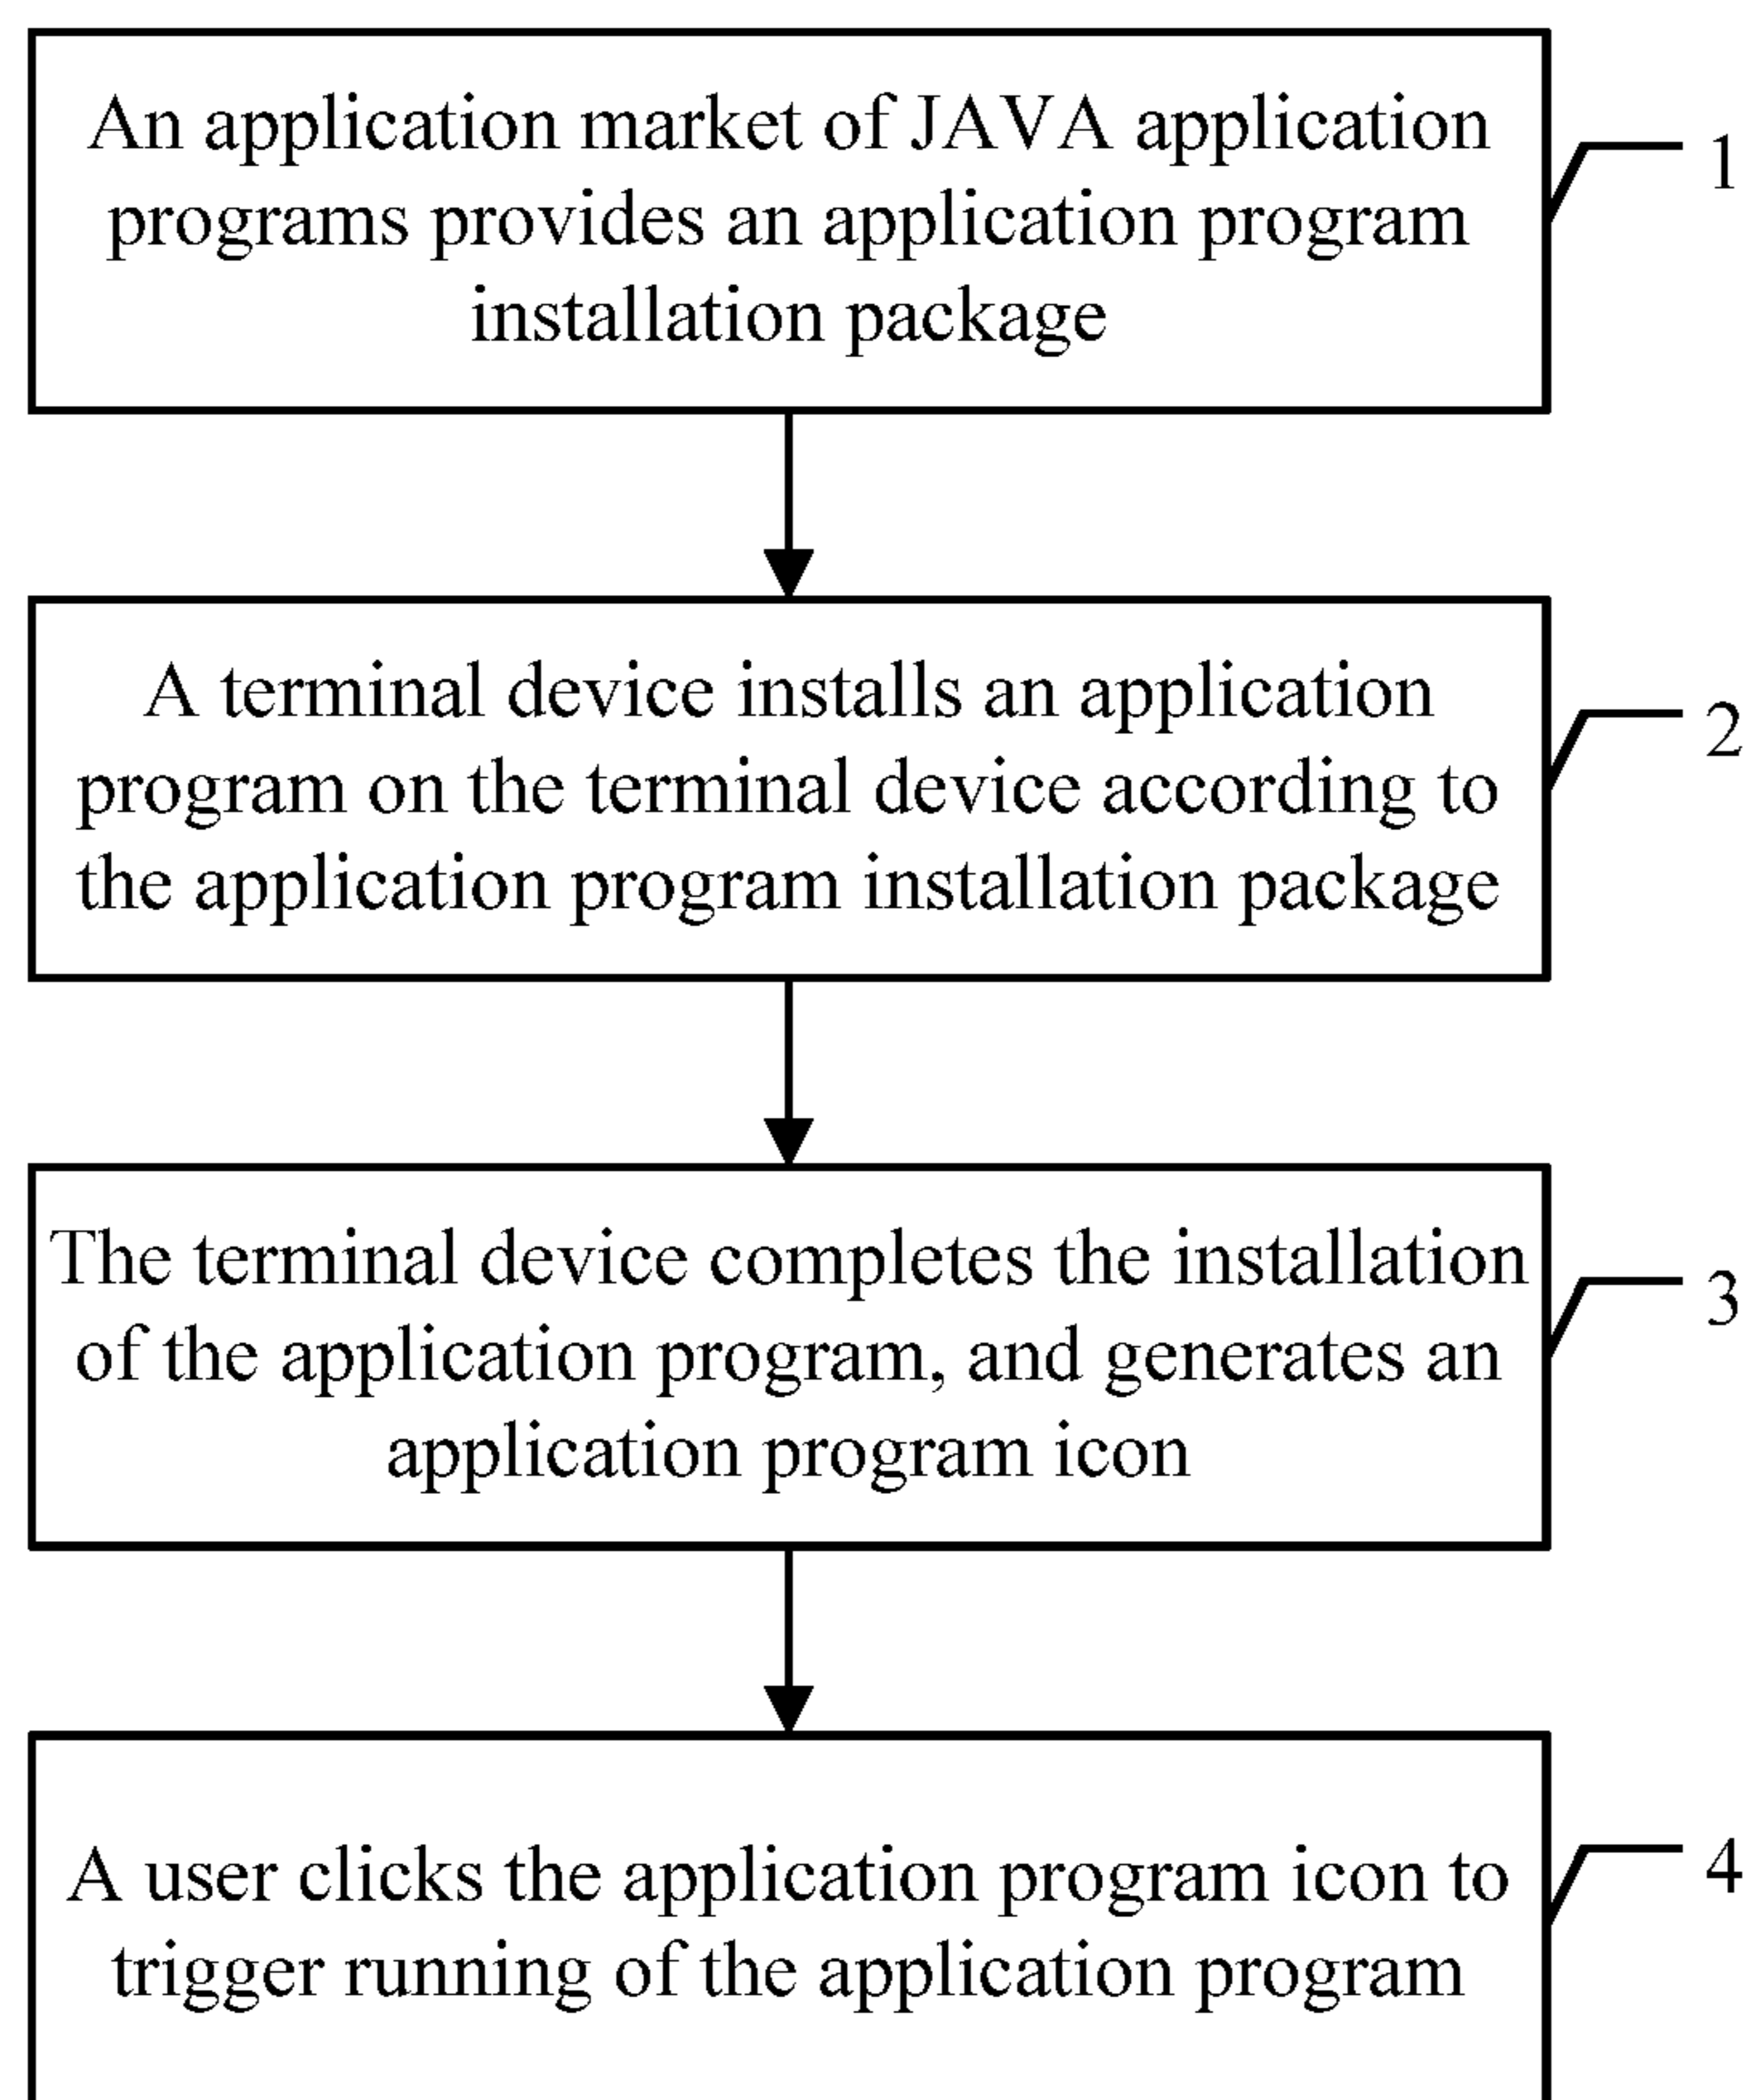 An application market of JAVA application
programs provides an application program
installation package
1
A terminal device installs an application
program on the terminal device according to
the application program installation package
2
The terminal device completes the installation
of the application program, and generates an
application program icon
3
A user clicks the application program icon to
trigger running of the application program
4